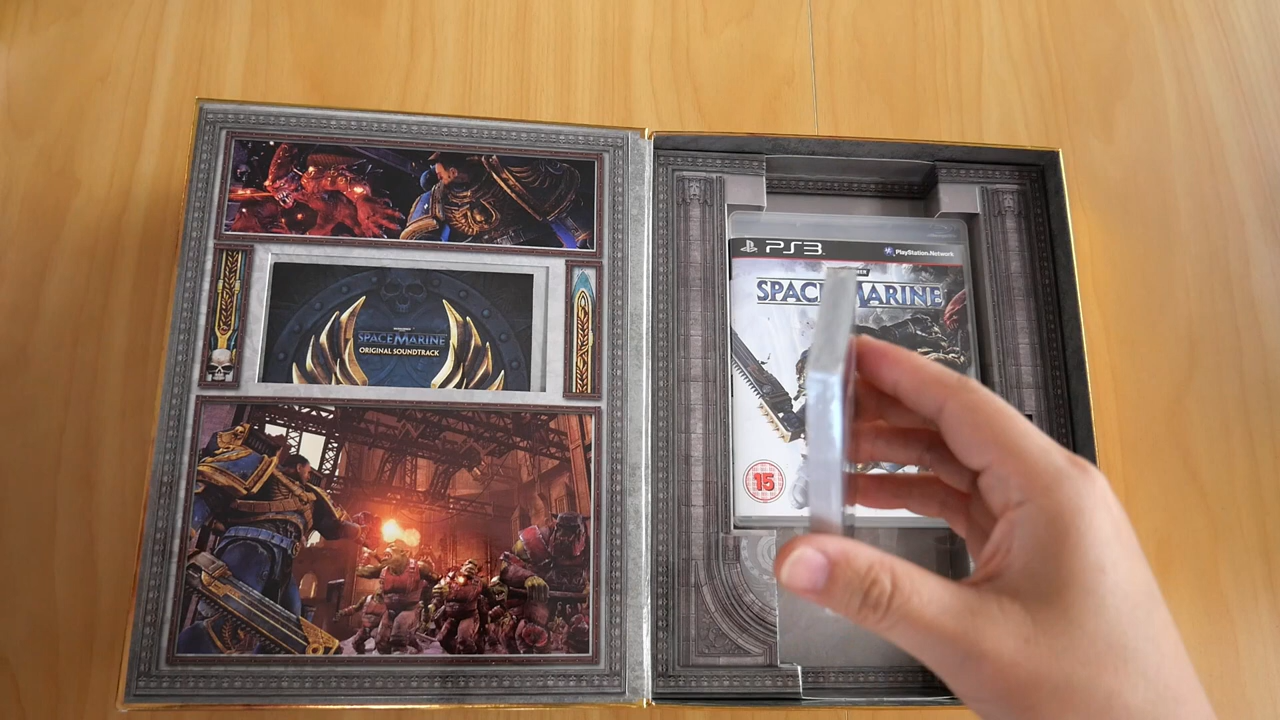 SPACE MARINE
ORIGINAL SOUNDTRACK
PS3
PlayStation Network
SPACE MARINE
15